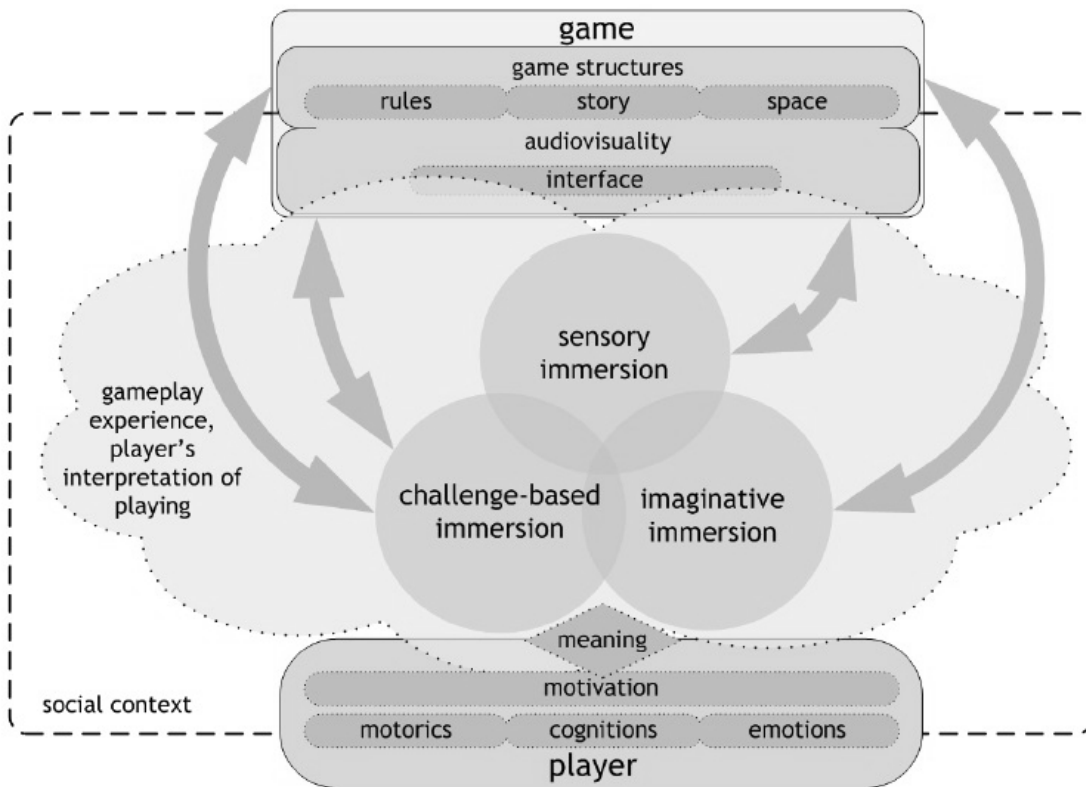 game
game structures
rules
story
space
audiovisuality
interface
sensory
immersion
gameplay
experience,
player's
interpretation of
playing
challenge-based
immersion
imaginative
immersion
meaning
motivation
social context
motorics
cognitions
emotions
player